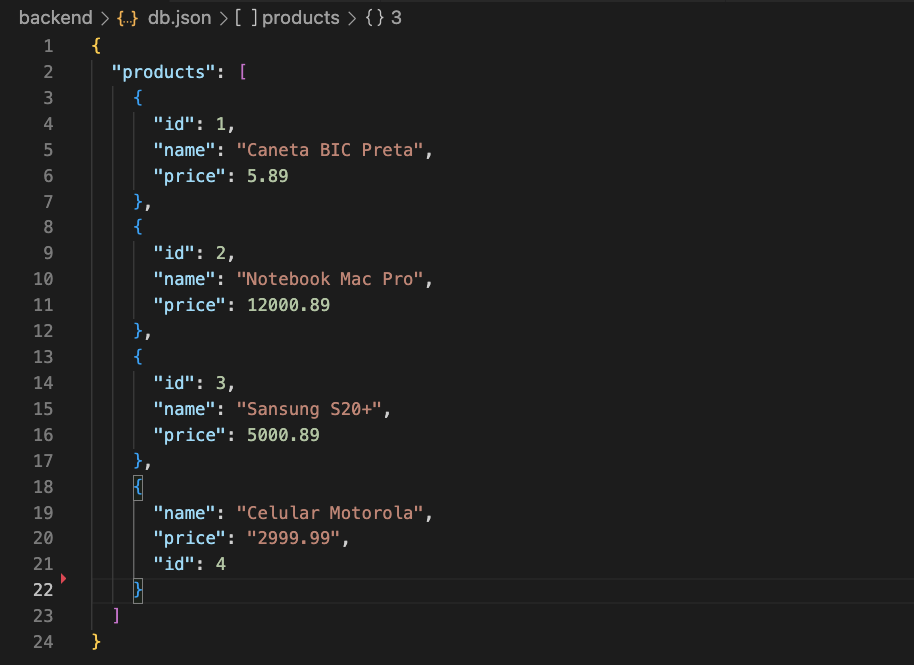 backend > {..} db.json > [ ] products > {} 3
1 {
2 "products": [
3 {
4 "id": 1,
5 "name": "Caneta BIC Preta",
6 "price": 5.89
7 },
8 {
9 "id": 2,
10 "name": "Notebook Mac Pro",
11 "price": 12000.89
12 },
13 {
14 "id": 3,
15 "name": "Sansung S20+",
16 "price": 5000.89
17 },
18 {
19 "name": "Celular Motorola",
20 "price": "2999.99",
21 "id": 4
22 }
23 ]
24 }